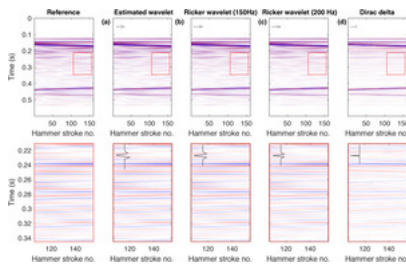 Reference (a) Estimated wavelet (b) Ricker wavelet (150Hz) (c) Ricker wavelet (200 Hz) (d) Dirac delta
0
0.1
0.2
0.3
0.4
0.5
Time (s)
50 100 150 50 100 150 50 100 150 50 100 150 50 100 150
Hammer stroke no. Hammer stroke no. Hammer stroke no. Hammer stroke no. Hammer stroke no.
0.22
0.24
0.26
0.28
0.3
0.32
0.34
Time (s)
120 140 120 140 120 140 120 140 120 140
Hammer stroke no. Hammer stroke no. Hammer stroke no. Hammer stroke no. Hammer stroke no.